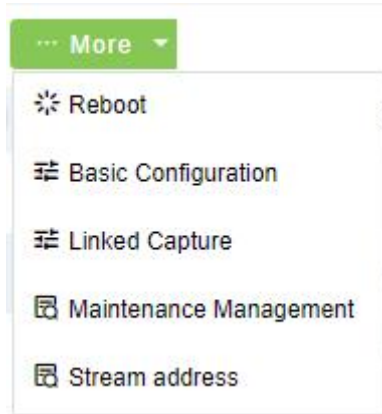 ··· More
Reboot
Basic Configuration
Linked Capture
Maintenance Management
Stream address